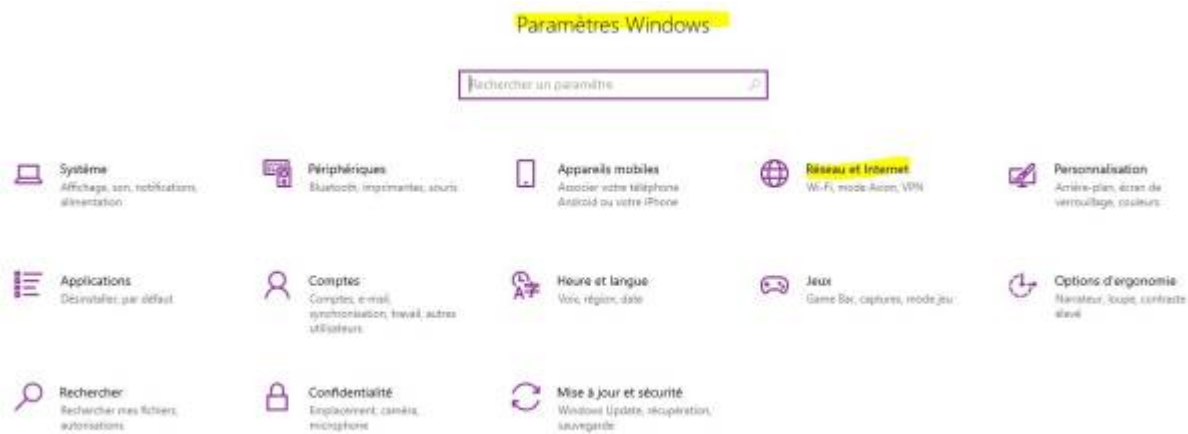 Paramètres Windows
Rechercher un paramètre
Système
Affichage, son, notifications,
alimentation
Périphériques
Bluetooth, imprimantes, souris
Appareils mobiles
Associer votre téléphone
Android ou votre iPhone
Réseau et Internet
Wi-Fi, mode Avion, VPN
Personnalisation
Arrière-plan, écran de
verrouillage, couleurs
Applications
Désinstaller, par défaut
Comptes
Comptes, e-mail,
synchronisation, travail, autres
utilisateurs
Heure et langue
Voix, région, date
Jeux
Game Bar, captures, mode jeu
Options d'ergonomie
Narrateur, loupe, contraste
élevé
Rechercher
Rechercher mes fichiers,
autorisations
Confidentialité
Emplacement, caméra,
microphone
Mise à jour et sécurité
Windows Update, récupération,
sauvegarde